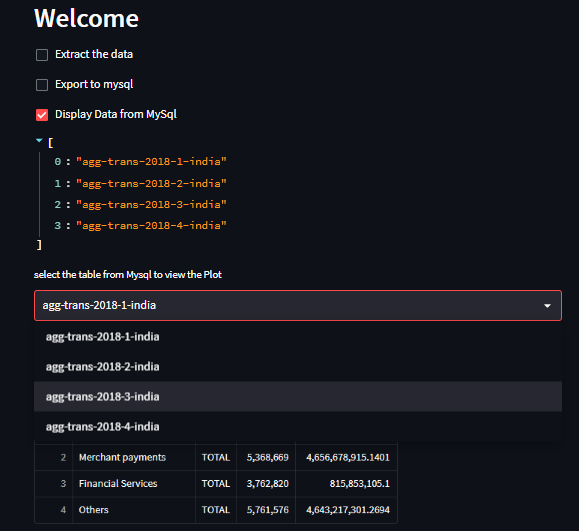 Welcome
Extract the data
Export to mysql
Display Data from MySql
[
0 : "agg-trans-2018-1-india"
1 : "agg-trans-2018-2-india"
2 : "agg-trans-2018-3-india"
3 : "agg-trans-2018-4-india"
]
select the table from Mysql to view the Plot
agg-trans-2018-1-india
agg-trans-2018-1-india
agg-trans-2018-2-india
agg-trans-2018-3-india
agg-trans-2018-4-india
2 Merchant payments TOTAL 5,368,669 4,656,678,915.1401
3 Financial Services TOTAL 3,762,820 815,853,105.1
4 Others TOTAL 5,761,576 4,643,217,301.2694